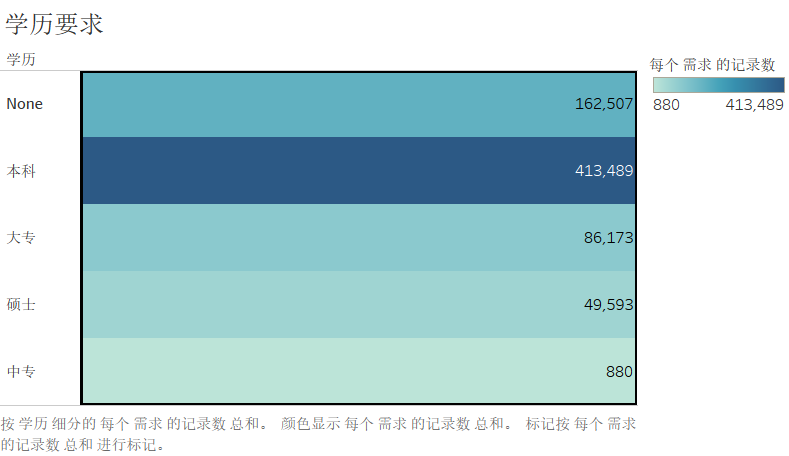 学历要求
学历
每个 需求 的记录数
880 413,489
None 162,507
本科 413,489
大专 86,173
硕士 49,593
中专 880
按 学历 细分的 每个 需求 的记录数 总和。 颜色显示 每个 需求 的记录数 总和。 标记按 每个 需求
的记录数 总和 进行标记。